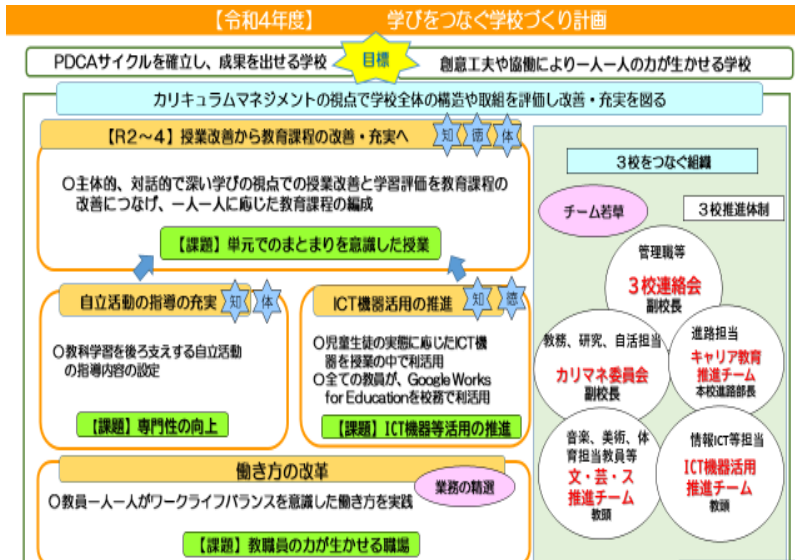 【令和4年度】 学びをつなぐ学校づくり計画
PDCAサイクルを確立し、成果を出せる学校
目標
創意工夫や協働により一人一人の力が生かせる学校
カリキュラムマネジメントの視点で学校全体の構造や取組を評価し改善・充実を図る
【R2～4】授業改善から教育課程の改善・充実へ
知 徳 体
○主体的、対話的で深い学びの視点での授業改善と学習評価を教育課程の
改善につなげ、一人一人に応じた教育課程の編成
【課題】単元でのまとまりを意識した授業
自立活動の指導の充実
知 体
○教科学習を後ろ支えする自立活動
の指導内容の設定
【課題】専門性の向上
ICT機器活用の推進
知 徳
○児童生徒の実態に応じたICT機
器を授業の中で利活用
○全ての教員が、Google Works
for Educationを校務で利活用
【課題】ICT機器等活用の推進
働き方の改革
業務の精選
○教員一人一人がワークライフバランスを意識した働き方を実践
【課題】教職員の力が生かせる職場
3校をつなぐ組織
チーム若草
3校推進体制
管理職等
3校連絡会
副校長
教務、研究、自活担当
カリマネ委員会
副校長
進路担当
キャリア教育
推進チーム
本校進路部長
音楽、美術、体
育担当教員等
文・芸・ス
推進チーム
教頭
情報ICT等担当
ICT機器活用
推進チーム
教頭